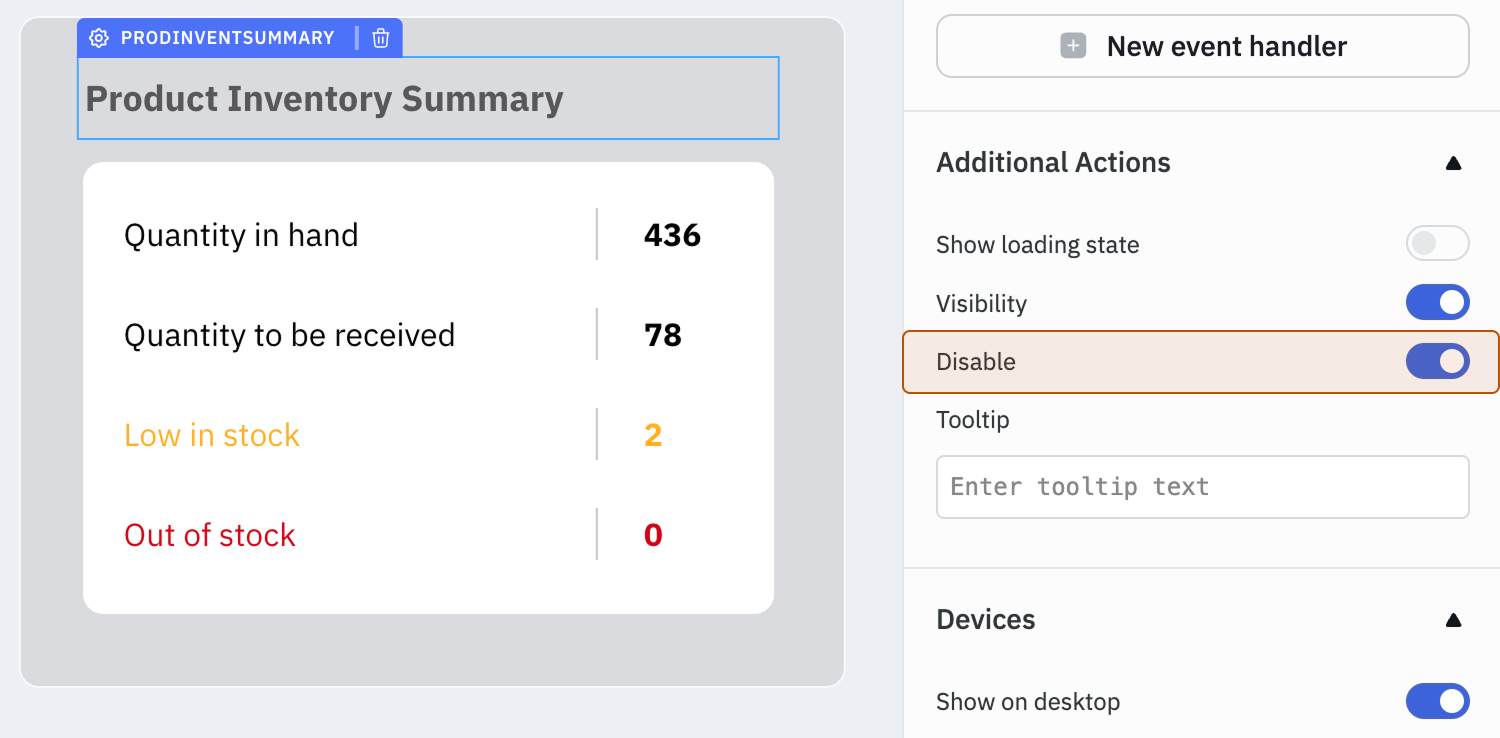 PRODINVENTSUMMARY
Product Inventory Summary
Quantity in hand 436
Quantity to be received 78
Low in stock 2
Out of stock 0
New event handler
Additional Actions
Show loading state
Visibility
Disable
Tooltip
Enter tooltip text
Devices
Show on desktop